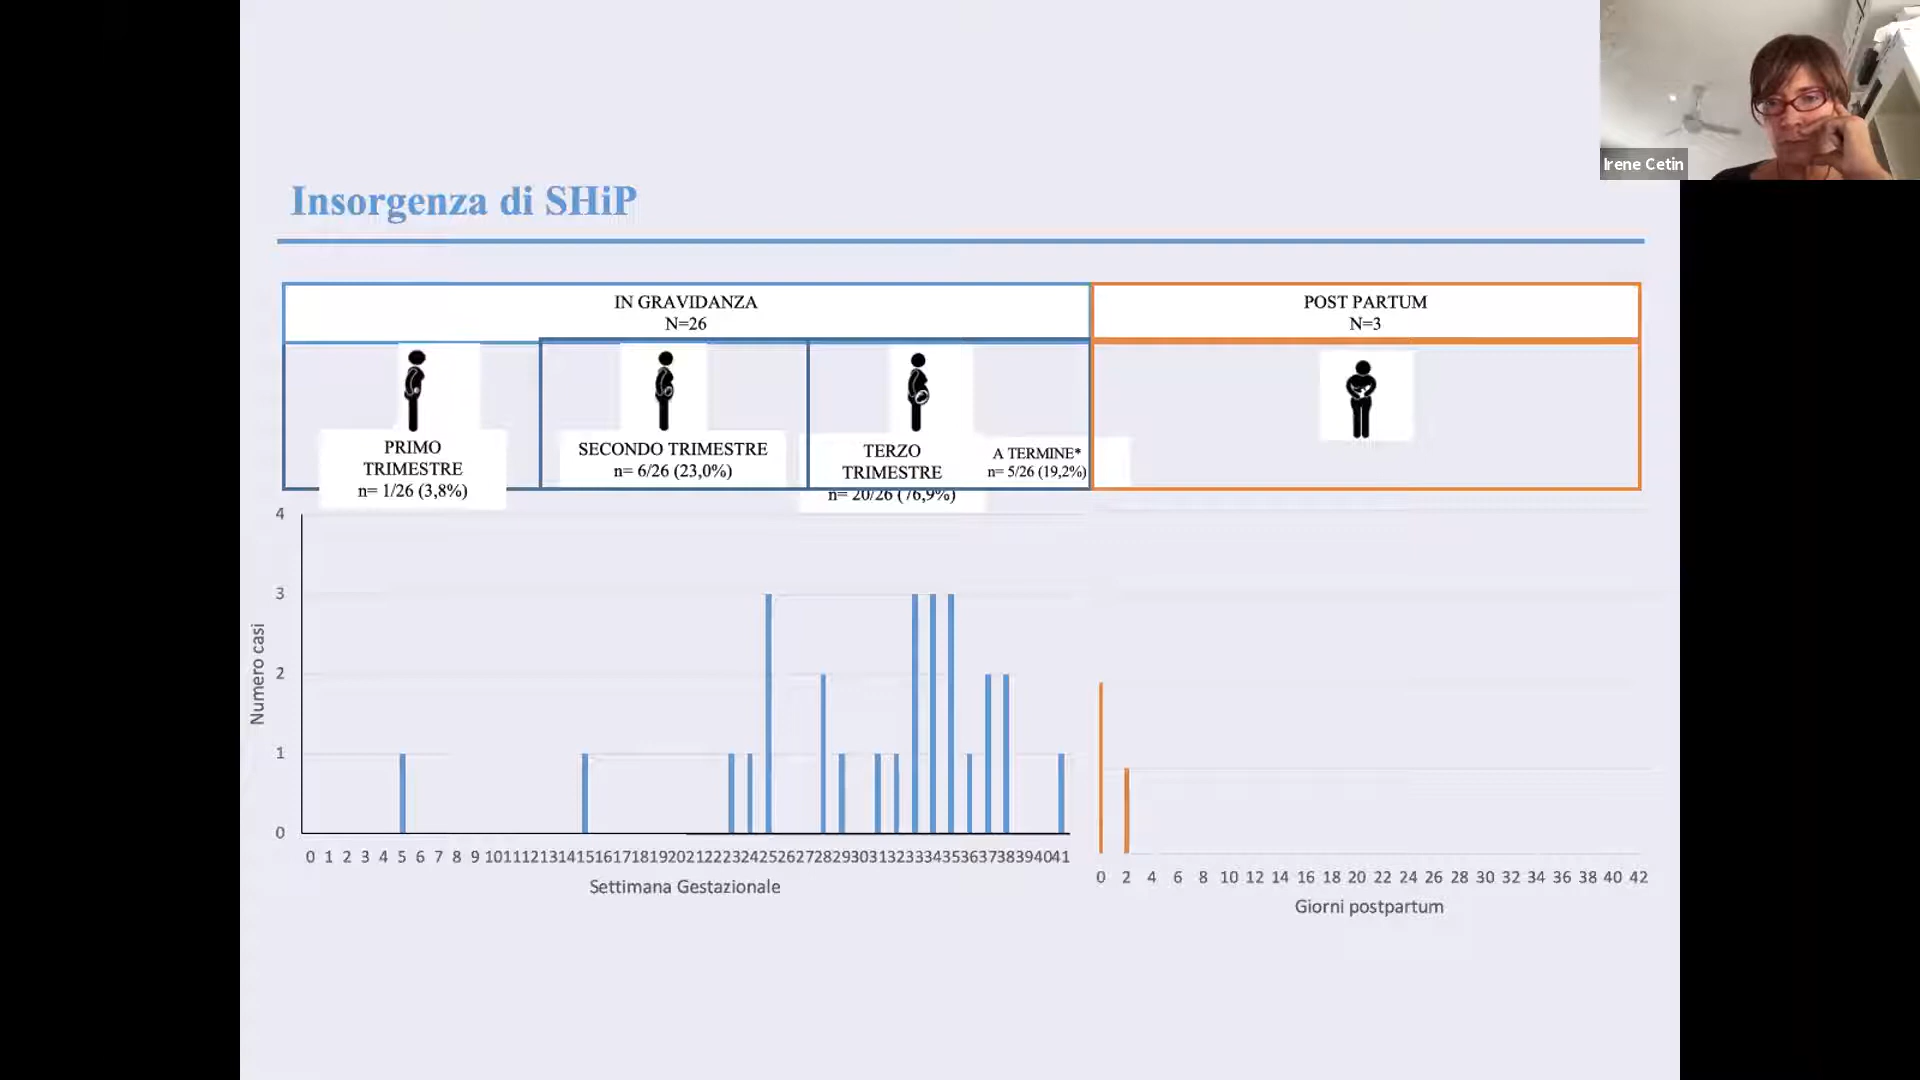 Irene Cetin
Insorgenza di SHiP
IN GRAVIDANZA
N=26
POST PARTUM
N=3
PRIMO
TRIMESTRE
n= 1/26 (3,8%)
SECONDO TRIMESTRE
n= 6/26 (23,0%)
TERZO
TRIMESTRE
n= 20/26 (76,9%)
A TERMINE*
n= 5/26 (19,2%)
4
3
2
1
0
Numero casi
0 1 2 3 4 5 6 7 8 9 1011121314151617181920212223242526272829303132333435363738394041
Settimana Gestazionale
0 2 4 6 8 10 12 14 16 18 20 22 24 26 28 30 32 34 36 38 40 42
Giorni postpartum